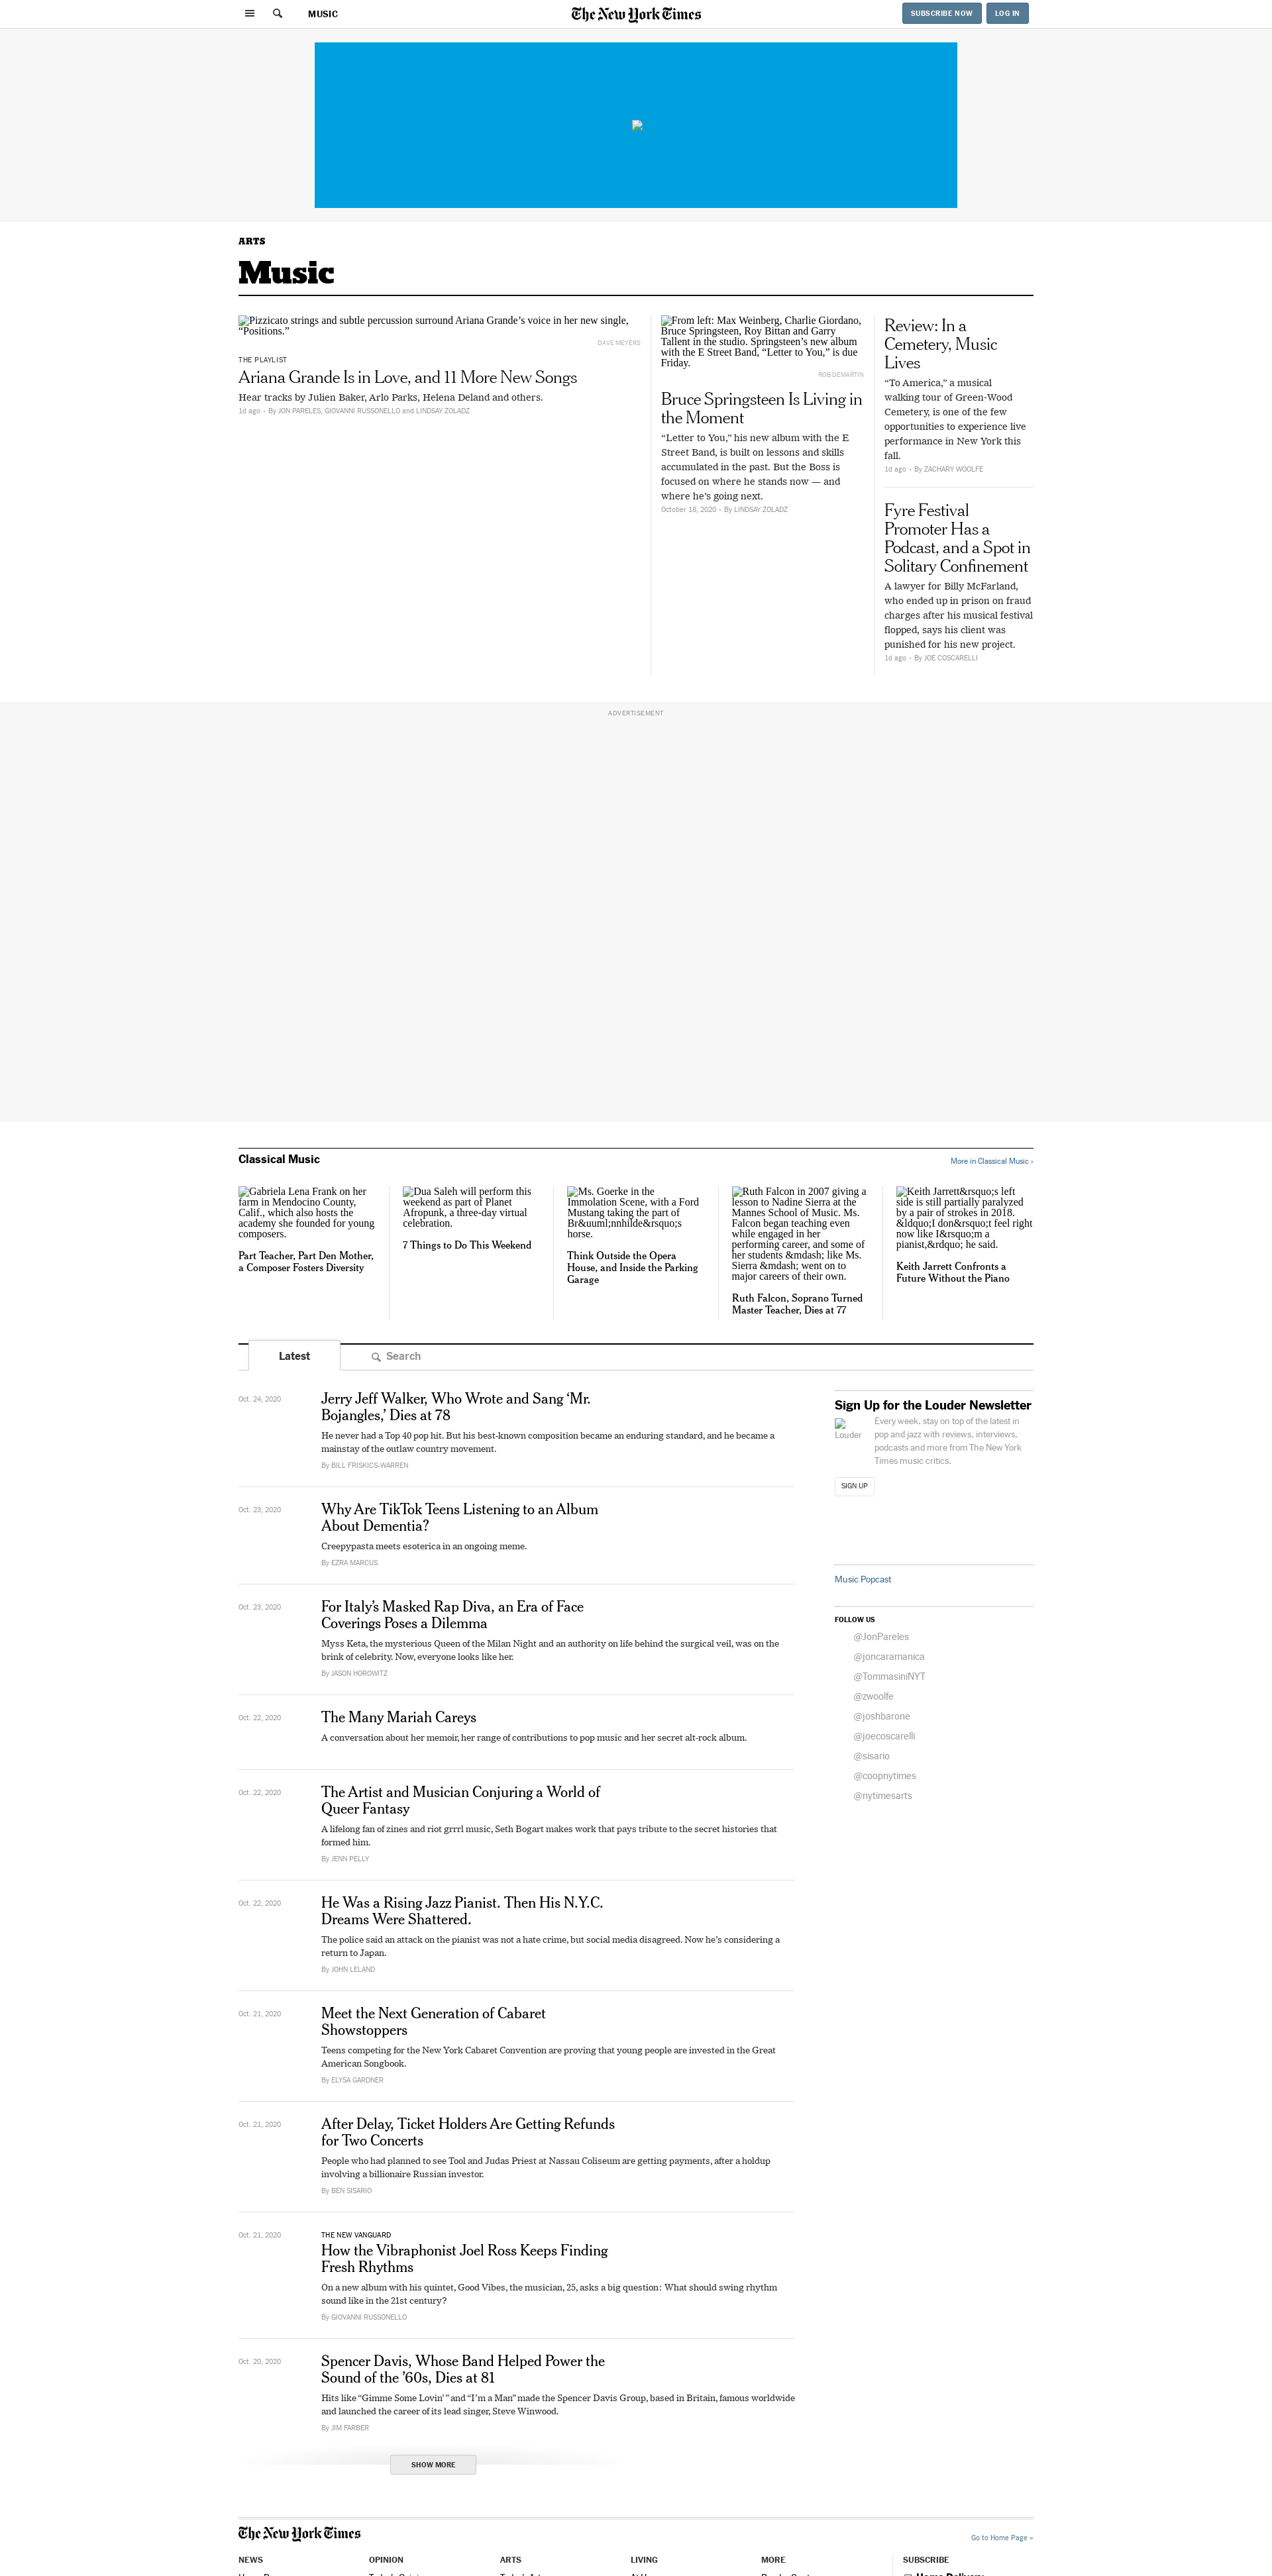 MUSIC
The New York Times
SUBSCRIBE NOW
LOG IN
ARTS
Music
Pizzicato strings and subtle percussion surround Ariana Grande’s voice in her new single,
“Positions.”
DAVE MEYERS
THE PLAYLIST
Ariana Grande Is in Love, and 11 More New Songs
Hear tracks by Julien Baker, Arlo Parks, Helena Deland and others.
1d ago • By JON PARELES, GIOVANNI RUSSONELLO and LINDSAY ZOLADZ
From left: Max Weinberg, Charlie Giordano,
Bruce Springsteen, Roy Bittan and Garry
Tallent in the studio. Springsteen’s new album
with the E Street Band, “Letter to You,” is due
Friday.
ROB DEMARTIN
Bruce Springsteen Is Living in
the Moment
“Letter to You,” his new album with the E
Street Band, is built on lessons and skills
accumulated in the past. But the Boss is
focused on where he stands now — and
where he’s going next.
October 18, 2020 • By LINDSAY ZOLADZ
Review: In a
Cemetery, Music
Lives
“To America,” a musical
walking tour of Green-Wood
Cemetery, is one of the few
opportunities to experience live
performance in New York this
fall.
1d ago • By ZACHARY WOOLFE
Fyre Festival
Promoter Has a
Podcast, and a Spot in
Solitary Confinement
A lawyer for Billy McFarland,
who ended up in prison on fraud
charges after his musical festival
flopped, says his client was
punished for his new project.
1d ago • By JOE COSCARELLI
ADVERTISEMENT
Classical Music
More in Classical Music ›
Gabriela Lena Frank on her
farm in Mendocino County,
Calif., which also hosts the
academy she founded for young
composers.
Part Teacher, Part Den Mother,
a Composer Fosters Diversity
Dua Saleh will perform this
weekend as part of Planet
Afropunk, a three-day virtual
celebration.
7 Things to Do This Weekend
Ms. Goerke in the
Immolation Scene, with a Ford
Mustang taking the part of
Br&uuml;nnhilde&rsquo;s
horse.
Think Outside the Opera
House, and Inside the Parking
Garage
Ruth Falcon in 2007 giving a
lesson to Nadine Sierra at the
Mannes School of Music. Ms.
Falcon began teaching even
while engaged in her
performing career, and some of
her students &mdash; like Ms.
Sierra &mdash; went on to
major careers of their own.
Ruth Falcon, Soprano Turned
Master Teacher, Dies at 77
Keith Jarrett&rsquo;s left
side is still partially paralyzed
by a pair of strokes in 2018.
&ldquo;I don&rsquo;t feel right
now like I&rsquo;m a
pianist,&rdquo; he said.
Keith Jarrett Confronts a
Future Without the Piano
Latest
Search
Oct. 24, 2020
Jerry Jeff Walker, Who Wrote and Sang ‘Mr.
Bojangles,’ Dies at 78
He never had a Top 40 pop hit. But his best-known composition became an enduring standard, and he became a
mainstay of the outlaw country movement.
By BILL FRISKICS-WARREN
Oct. 23, 2020
Why Are TikTok Teens Listening to an Album
About Dementia?
Creepypasta meets esoterica in an ongoing meme.
By EZRA MARCUS
Oct. 23, 2020
For Italy’s Masked Rap Diva, an Era of Face
Coverings Poses a Dilemma
Myss Keta, the mysterious Queen of the Milan Night and an authority on life behind the surgical veil, was on the
brink of celebrity. Now, everyone looks like her.
By JASON HOROWITZ
Oct. 22, 2020
The Many Mariah Careys
A conversation about her memoir, her range of contributions to pop music and her secret alt-rock album.
Oct. 22, 2020
The Artist and Musician Conjuring a World of
Queer Fantasy
A lifelong fan of zines and riot grrrl music, Seth Bogart makes work that pays tribute to the secret histories that
formed him.
By JENN PELLY
Oct. 22, 2020
He Was a Rising Jazz Pianist. Then His N.Y.C.
Dreams Were Shattered.
The police said an attack on the pianist was not a hate crime, but social media disagreed. Now he’s considering a
return to Japan.
By JOHN LELAND
Oct. 21, 2020
Meet the Next Generation of Cabaret
Showstoppers
Teens competing for the New York Cabaret Convention are proving that young people are invested in the Great
American Songbook.
By ELYSA GARDNER
Oct. 21, 2020
After Delay, Ticket Holders Are Getting Refunds
for Two Concerts
People who had planned to see Tool and Judas Priest at Nassau Coliseum are getting payments, after a holdup
involving a billionaire Russian investor.
By BEN SISARIO
Oct. 21, 2020
THE NEW VANGUARD
How the Vibraphonist Joel Ross Keeps Finding
Fresh Rhythms
On a new album with his quintet, Good Vibes, the musician, 25, asks a big question: What should swing rhythm
sound like in the 21st century?
By GIOVANNI RUSSONELLO
Oct. 20, 2020
Spencer Davis, Whose Band Helped Power the
Sound of the ’60s, Dies at 81
Hits like “Gimme Some Lovin’ ” and “I’m a Man” made the Spencer Davis Group, based in Britain, famous worldwide
and launched the career of its lead singer, Steve Winwood.
By JIM FARBER
SHOW MORE
Sign Up for the Louder Newsletter
Louder
Every week, stay on top of the latest in
pop and jazz with reviews, interviews,
podcasts and more from The New York
Times music critics.
SIGN UP
Music Popcast
FOLLOW US
@JonPareles
@joncaramanica
@TommasiniNYT
@zwoolfe
@joshbarone
@joecoscarelli
@sisario
@coopnytimes
@nytimesarts
The New York Times
Go to Home Page »
NEWS
OPINION
ARTS
LIVING
MORE
SUBSCRIBE